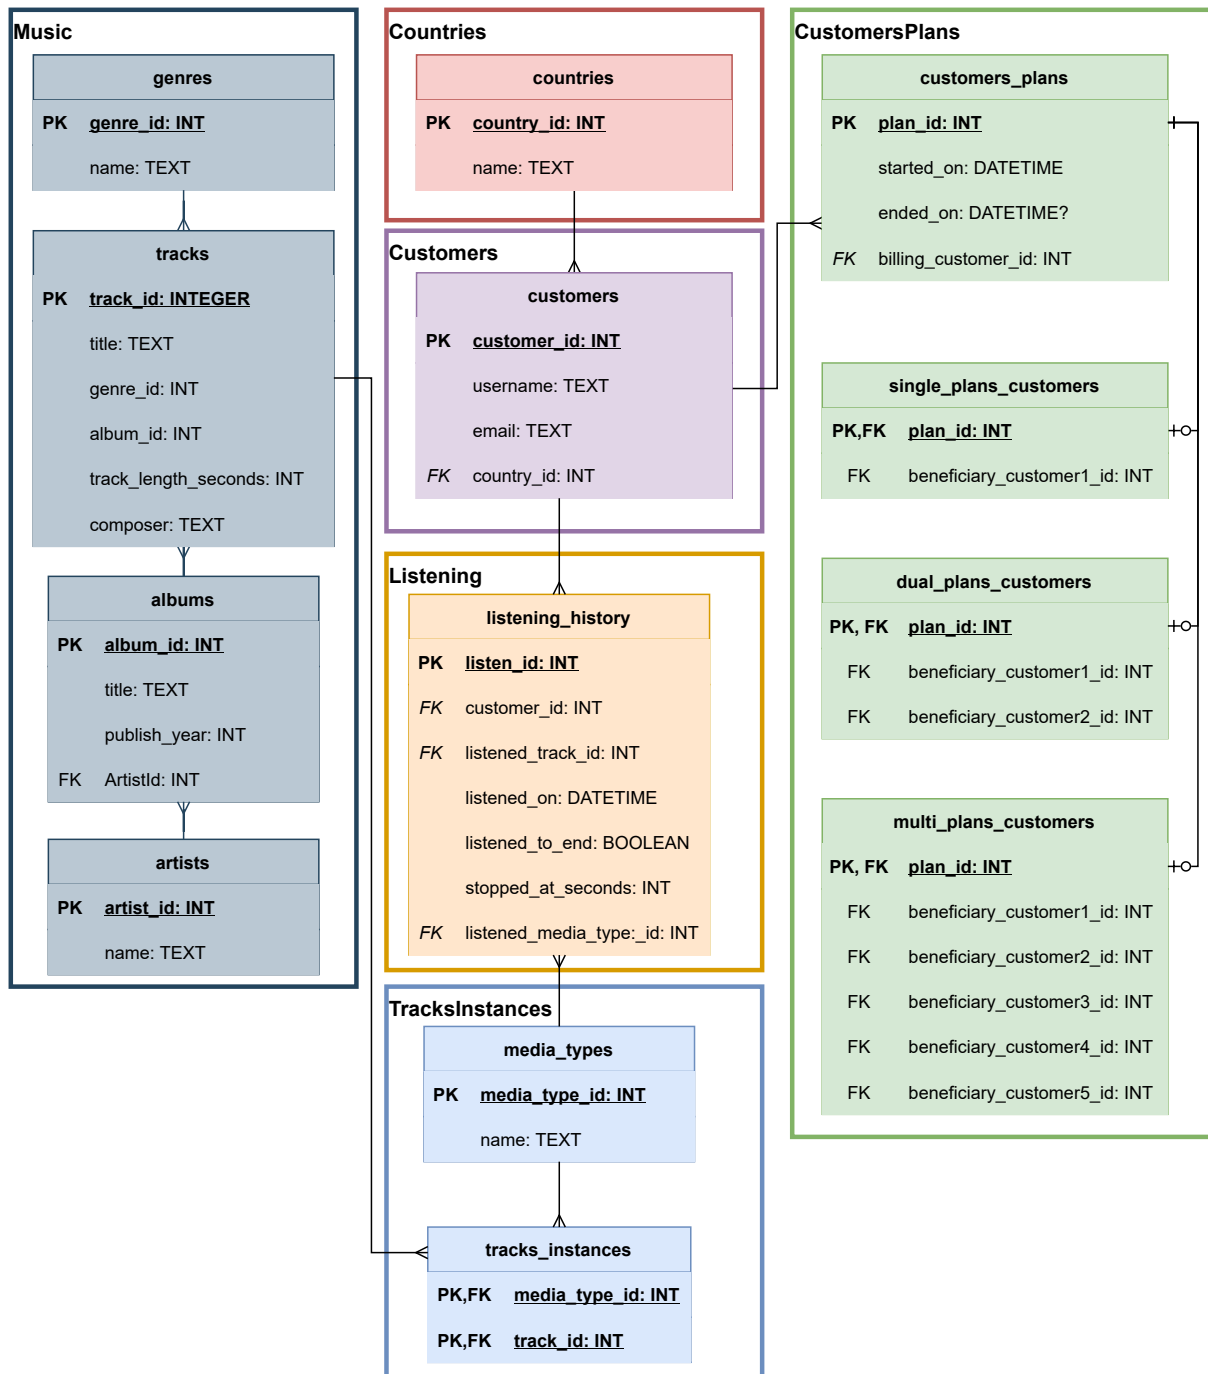 Music
genres
PK genre_id: INT
name: TEXT
tracks
PK track_id: INTEGER
title: TEXT
genre_id: INT
album_id: INT
track_length_seconds: INT
composer: TEXT
albums
PK album_id: INT
title: TEXT
publish_year: INT
FK ArtistId: INT
artists
PK artist_id: INT
name: TEXT
Countries
countries
PK country_id: INT
name: TEXT
Customers
customers
PK customer_id: INT
username: TEXT
email: TEXT
FK country_id: INT
Listening
listening_history
PK listen_id: INT
FK customer_id: INT
FK listened_track_id: INT
listened_on: DATETIME
listened_to_end: BOOLEAN
stopped_at_seconds: INT
FK listened_media_type:_id: INT
TracksInstances
media_types
PK media_type_id: INT
name: TEXT
tracks_instances
PK,FK media_type_id: INT
PK,FK track_id: INT
CustomersPlans
customers_plans
PK plan_id: INT
started_on: DATETIME
ended_on: DATETIME?
FK billing_customer_id: INT
single_plans_customers
PK,FK plan_id: INT
FK beneficiary_customer1_id: INT
dual_plans_customers
PK, FK plan_id: INT
FK beneficiary_customer1_id: INT
FK beneficiary_customer2_id: INT
multi_plans_customers
PK, FK plan_id: INT
FK beneficiary_customer1_id: INT
FK beneficiary_customer2_id: INT
FK beneficiary_customer3_id: INT
FK beneficiary_customer4_id: INT
FK beneficiary_customer5_id: INT